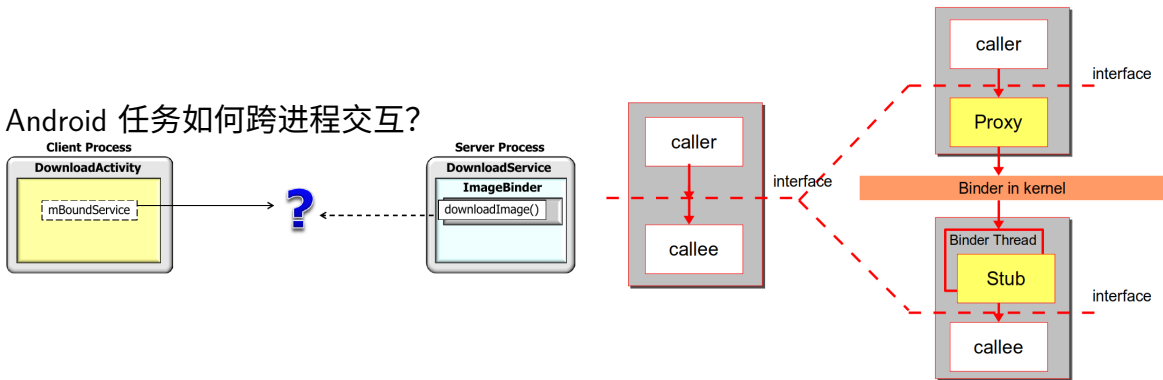 Android 任务如何跨进程交互?
Client Process
DownloadActivity
mBoundService
?
Server Process
DownloadService
ImageBinder
downloadImage()
caller
interface
callee
caller
interface
Proxy
Binder in kernel
Binder Thread
Stub
interface
callee